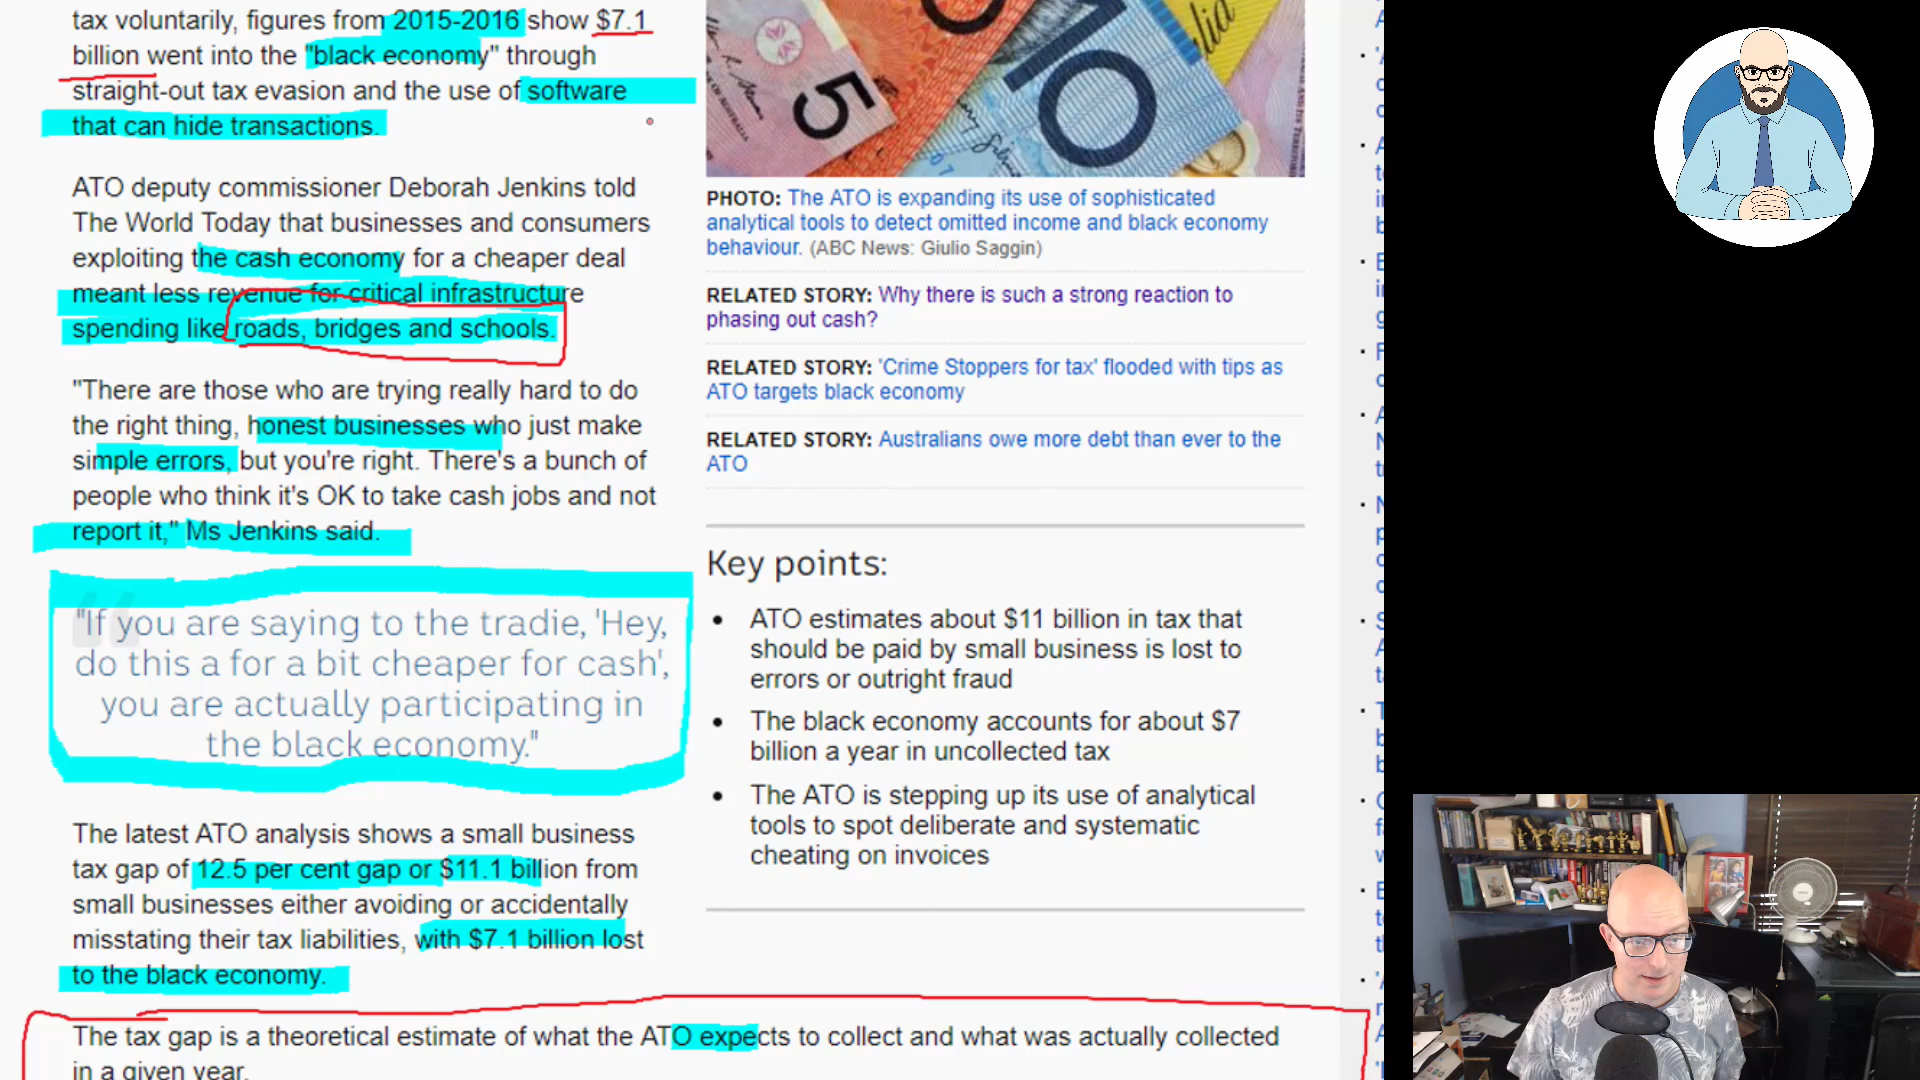 tax voluntarily, figures from 2015-2016 show $7.1
billion went into the "black economy" through
straight-out tax evasion and the use of software
that can hide transactions.
ATO deputy commissioner Deborah Jenkins told
The World Today that businesses and consumers
exploiting the cash economy for a cheaper deal
meant less revenue for critical infrastructure
spending like roads, bridges and schools.
"There are those who are trying really hard to do
the right thing, honest businesses who just make
simple errors, but you're right. There's a bunch of
people who think it's OK to take cash jobs and not
report it," Ms Jenkins said.
"If you are saying to the tradie, 'Hey,
do this a for a bit cheaper for cash',
you are actually participating in
the black economy."
The latest ATO analysis shows a small business
tax gap of 12.5 per cent gap or $11.1 billion from
small businesses either avoiding or accidentally
misstating their tax liabilities, with $7.1 billion lost
to the black economy.
The tax gap is a theoretical estimate of what the ATO expects to collect and what was actually collected
in a given year.
5
10
PHOTO: The ATO is expanding its use of sophisticated
analytical tools to detect omitted income and black economy
behaviour. (ABC News: Giulio Saggin)
RELATED STORY: Why there is such a strong reaction to
phasing out cash?
RELATED STORY: 'Crime Stoppers for tax' flooded with tips as
ATO targets black economy
RELATED STORY: Australians owe more debt than ever to the
ATO
Key points:
• ATO estimates about $11 billion in tax that
should be paid by small business is lost to
errors or outright fraud
• The black economy accounts for about $7
billion a year in uncollected tax
• The ATO is stepping up its use of analytical
tools to spot deliberate and systematic
cheating on invoices